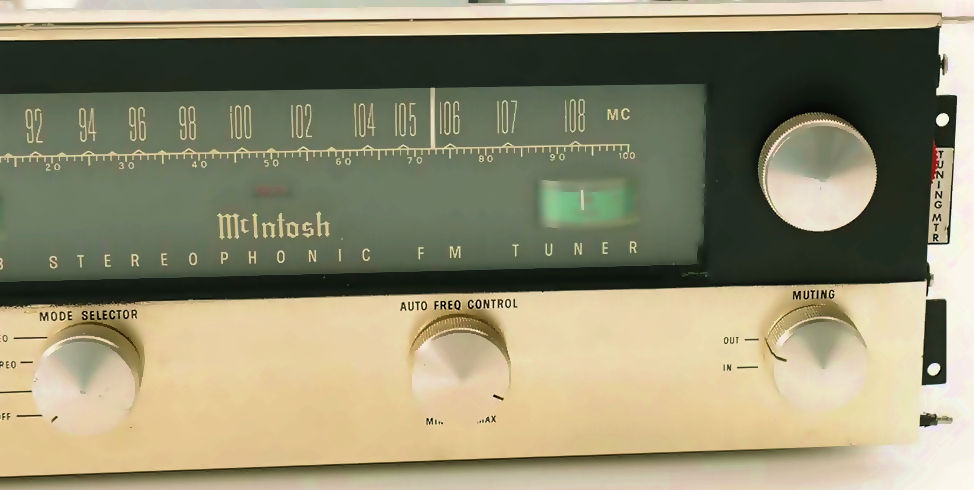 92 94 96 98 100 102 104 105 106 107 108 MC
20 30 40 50 60 70 80 90 100
McIntosh
STEREOPHONIC FM TUNER
TUNING MTR
MODE SELECTOR
AUTO FREQ CONTROL
MUTING
OUT
IN